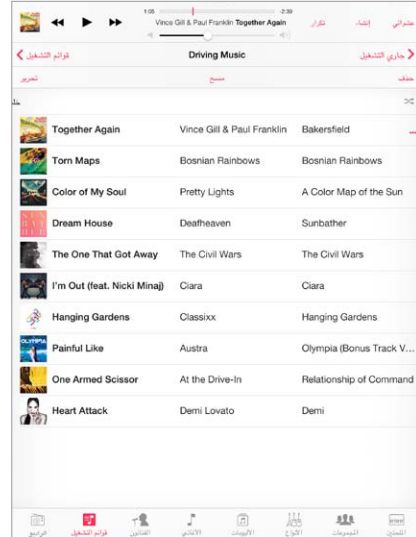 1:05 -2:39
Vince Gill & Paul Franklin Together Again
تكرار إنشاء عشوائي
قوائم التشغيل Driving Music جاري التشغيل
تحرير مسح حذف
Together Again Vince Gill & Paul Franklin Bakersfield
Torn Maps Bosnian Rainbows Bosnian Rainbows
Color of My Soul Pretty Lights A Color Map of the Sun
Dream House Deafheaven Sunbather
The One That Got Away The Civil Wars The Civil Wars
I'm Out (feat. Nicki Minaj) Ciara Ciara
Hanging Gardens Classixx Hanging Gardens
OLYMPIA
Painful Like Austra Olympia (Bonus Track V...
One Armed Scissor At the Drive-In Relationship of Command
Heart Attack Demi Lovato Demi
الراديو قوائم التشغيل الفنانون الأغاني الألبومات الأنواع المجموعات الملحنين